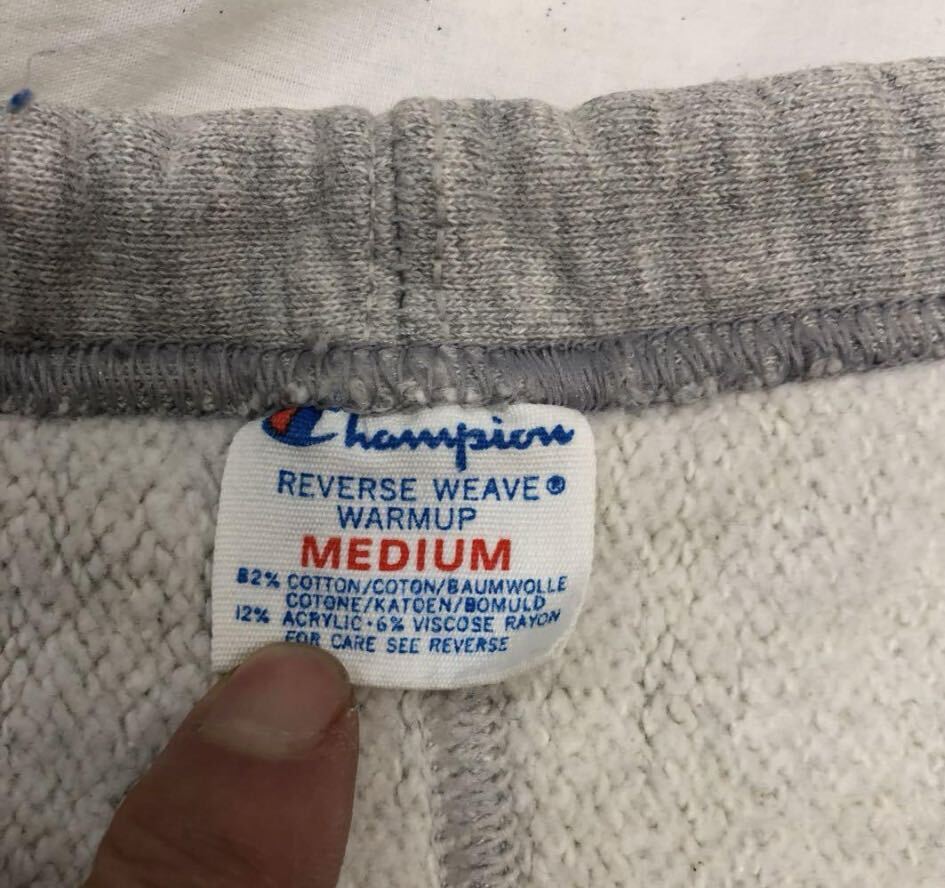 Champion
REVERSE WEAVE®
WARMUP
MEDIUM
82% COTTON/COTON/BAUMWOLLE
COTONE/KATOEN/BOMULD
12% ACRYLIC·6% VISCOSE RAYON
FOR CARE SEE REVERSE